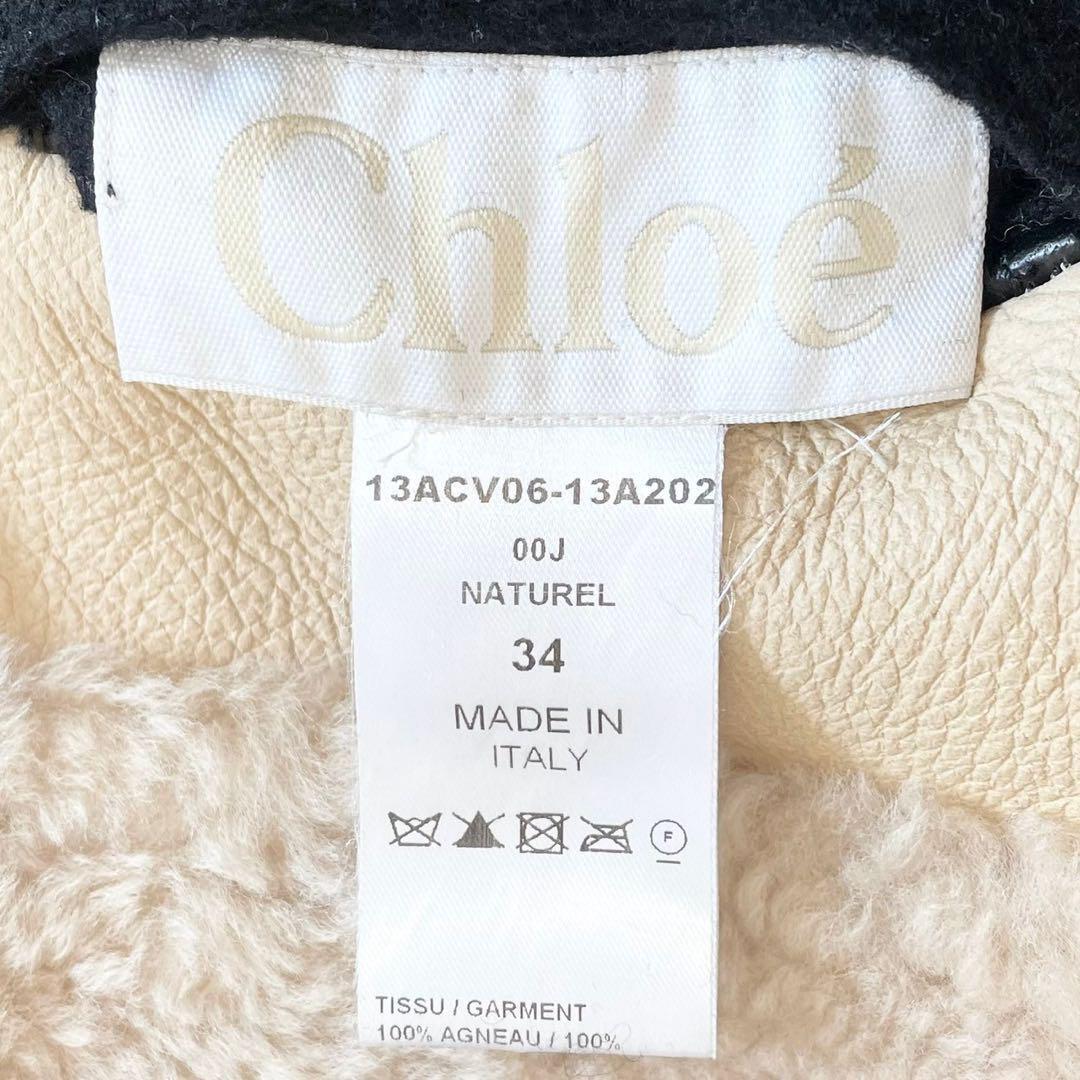 Chloé
13ACV06-13A202
00J
NATUREL
34
MADE IN
ITALY
F
TISSU / GARMENT
100% AGNEAU / 100%